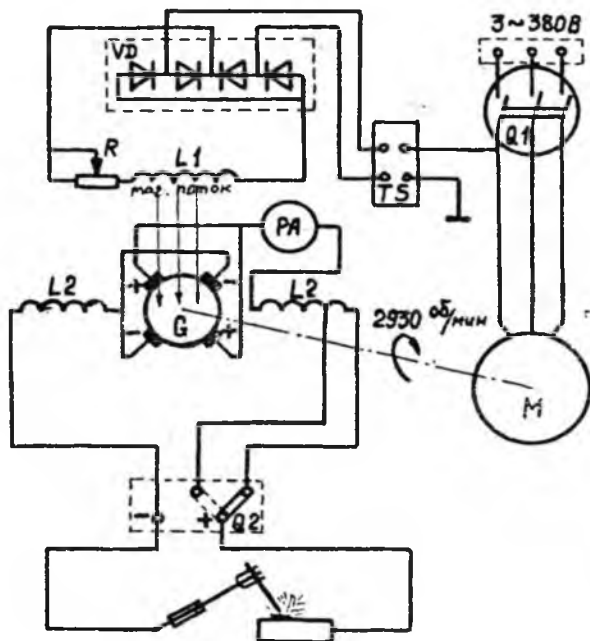 3~380В
VD
Q1
R
L1
TS
маг. поток
PA
L2
L2
G
2930 об/мин
M
-
+
Q2